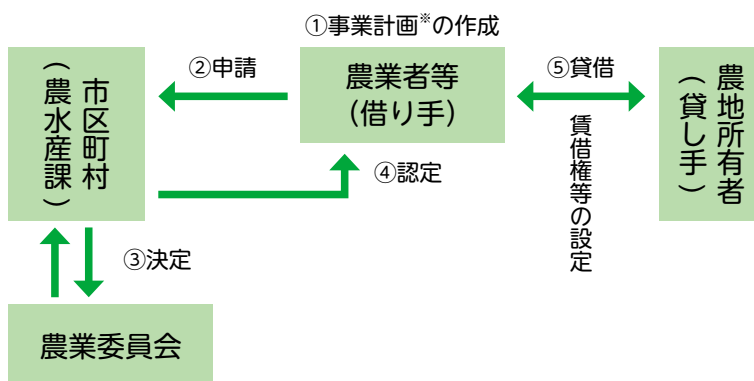 ①事業計画※の作成
②申請
農業者等
(借り手)
⑤貸借
市区町村
(農水産課)
農地所有者
(貸し手)
賃借権等の設定
④認定
③決定
農業委員会